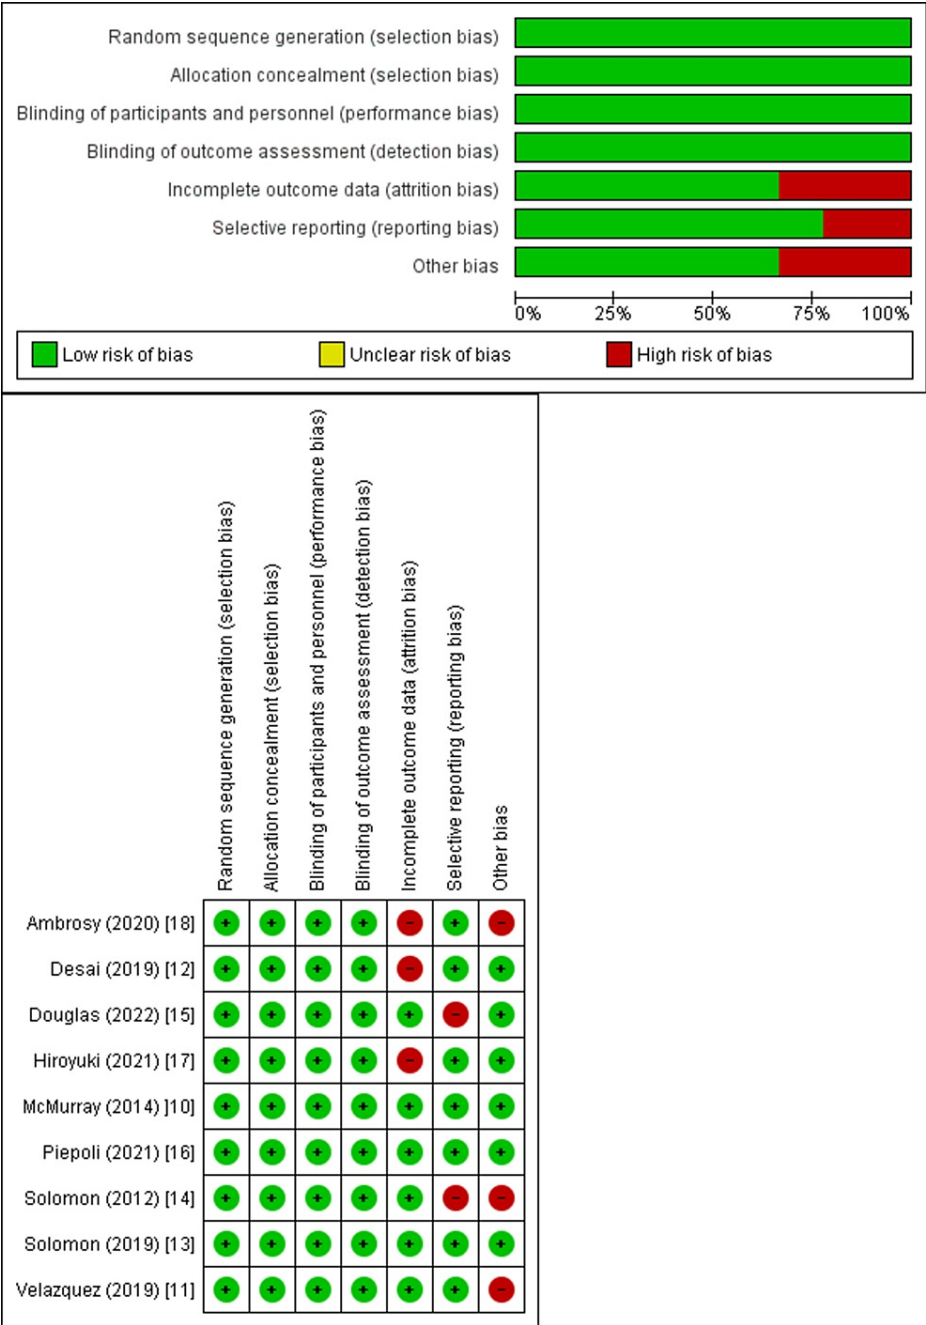 Random sequence generation (selection bias)
Allocation concealment (selection bias)
Blinding of participants and personnel (performance bias)
Blinding of outcome assessment (detection bias)
Incomplete outcome data (attrition bias)
Selective reporting (reporting bias)
Other bias
0% 25% 50% 75% 100%
Low risk of bias Unclear risk of bias High risk of bias
Random sequence generation (selection bias)
Allocation concealment (selection bias)
Blinding of participants and personnel (performance bias)
Blinding of outcome assessment (detection bias)
Incomplete outcome data (attrition bias)
Selective reporting (reporting bias)
Other bias
Ambrosy (2020) [18] + + + + - + -
Desai (2019) [12] + + + + - + +
Douglas (2022) [15] + + + + + - +
Hiroyuki (2021) [17] + + + + - + +
McMurray (2014) ]10] + + + + + + +
Piepoli (2021) [16] + + + + + + +
Solomon (2012) [14] + + + + + - -
Solomon (2019) [13] + + + + + + +
Velazquez (2019) [11] + + + + + + -